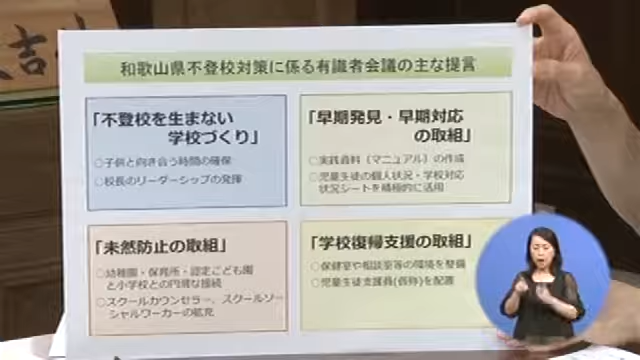 吉
和歌山県不登校対策に係る有識者会議の主な提言
「不登校を生まない
学校づくり」
○子供と向き合う時間の確保
○校長のリーダーシップの発揮
「早期発見・早期対応
の取組」
○実践資料（マニュアル）の作成
○児童生徒の個人状況・学校対応
状況シートを積極的に活用
「未然防止の取組」
○幼稚園・保育所・認定こども園
と小学校との円滑な接続
○スクールカウンセラー、スクールソー
シャルワーカーの拡充
「学校復帰支援の取組」
○保健室や相談室等の環境を整備
○児童生徒支援員(仮称)を配置